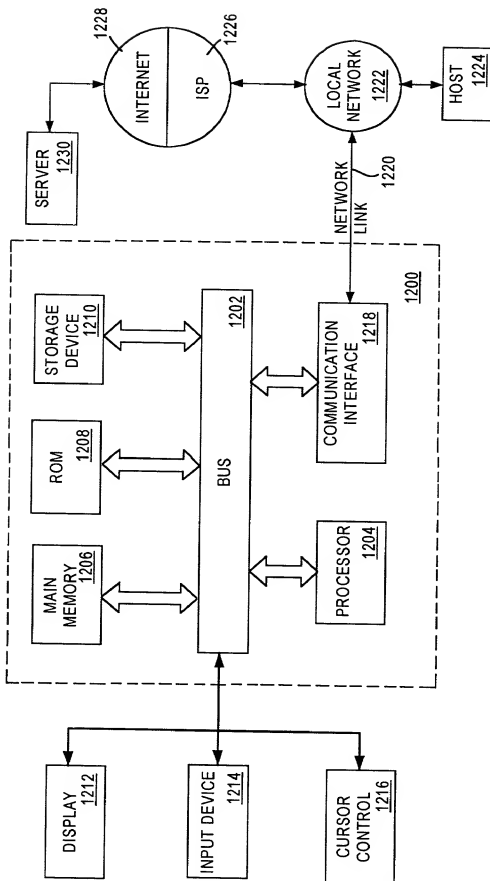 DISPLAY
1212
INPUT DEVICE
1214
CURSOR
CONTROL
1216
MAIN
MEMORY
1206
ROM
1208
STORAGE
DEVICE
1210
BUS
1202
PROCESSOR
1204
COMMUNICATION
INTERFACE
1218
1200
NETWORK
LINK
1220
SERVER
1230
INTERNET
1228
ISP
1226
LOCAL
NETWORK
1222
HOST
1224